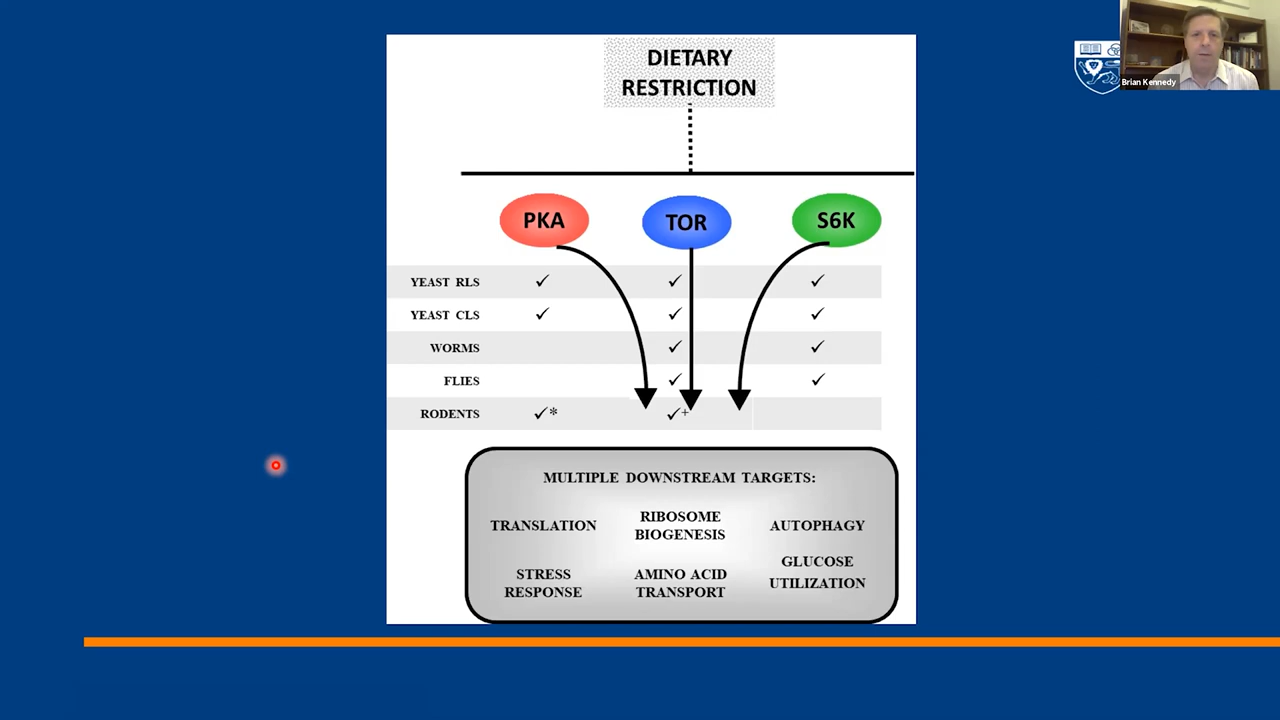 Brian Kennedy
DIETARY
RESTRICTION
PKA
TOR
S6K
YEAST RLS ✓ ✓ ✓
YEAST CLS ✓ ✓ ✓
WORMS ✓ ✓
FLIES ✓ ✓
RODENTS ✓* ✓+
MULTIPLE DOWNSTREAM TARGETS:
TRANSLATION
RIBOSOME
BIOGENESIS
AUTOPHAGY
STRESS
RESPONSE
AMINO ACID
TRANSPORT
GLUCOSE
UTILIZATION